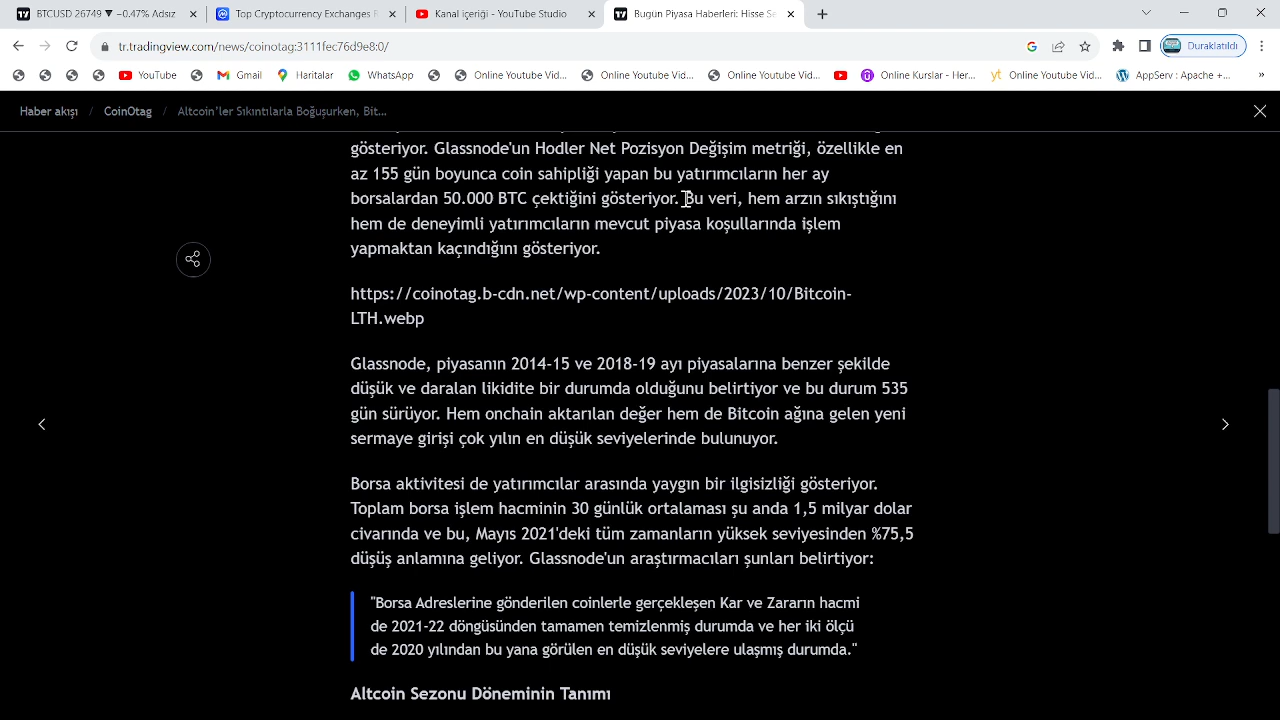 BTCUSD 26749 ▼ −0.47% Adsız
Top Cryptocurrency Exchanges R
Kanal içeriği - YouTube Studio
Bugün Piyasa Haberleri: Hisse Se
tr.tradingview.com/news/coinotag:3111fec76d9e8:0/
Duraklatıldı
YouTube
Gmail
Haritalar
WhatsApp
Online Youtube Vid...
Online Youtube Vid...
Online Youtube Vid...
Online Kurslar - Her...
Online Youtube Vid...
AppServ : Apache +...
»
Haber akışı / CoinOtag / Altcoin'ler Sıkıntılarla Boğuşurken, Bit...
gösteriyor. Glassnode'un Hodler Net Pozisyon Değişim metriği, özellikle en
az 155 gün boyunca coin sahipliği yapan bu yatırımcıların her ay
borsalardan 50.000 BTC çektiğini gösteriyor. Bu veri, hem arzın sıkıştığını
hem de deneyimli yatırımcıların mevcut piyasa koşullarında işlem
yapmaktan kaçındığını gösteriyor.
https://coinotag.b-cdn.net/wp-content/uploads/2023/10/Bitcoin-
LTH.webp
Glassnode, piyasanın 2014-15 ve 2018-19 ayı piyasalarına benzer şekilde
düşük ve daralan likidite bir durumda olduğunu belirtiyor ve bu durum 535
gün sürüyor. Hem onchain aktarılan değer hem de Bitcoin ağına gelen yeni
sermaye girişi çok yılın en düşük seviyelerinde bulunuyor.
Borsa aktivitesi de yatırımcılar arasında yaygın bir ilgisizliği gösteriyor.
Toplam borsa işlem hacminin 30 günlük ortalaması şu anda 1,5 milyar dolar
civarında ve bu, Mayıs 2021'deki tüm zamanların yüksek seviyesinden %75,5
düşüş anlamına geliyor. Glassnode'un araştırmacıları şunları belirtiyor:
"Borsa Adreslerine gönderilen coinlerle gerçekleşen Kar ve Zararın hacmi
de 2021-22 döngüsünden tamamen temizlenmiş durumda ve her iki ölçü
de 2020 yılından bu yana görülen en düşük seviyelere ulaşmış durumda."
Altcoin Sezonu Döneminin Tanımı